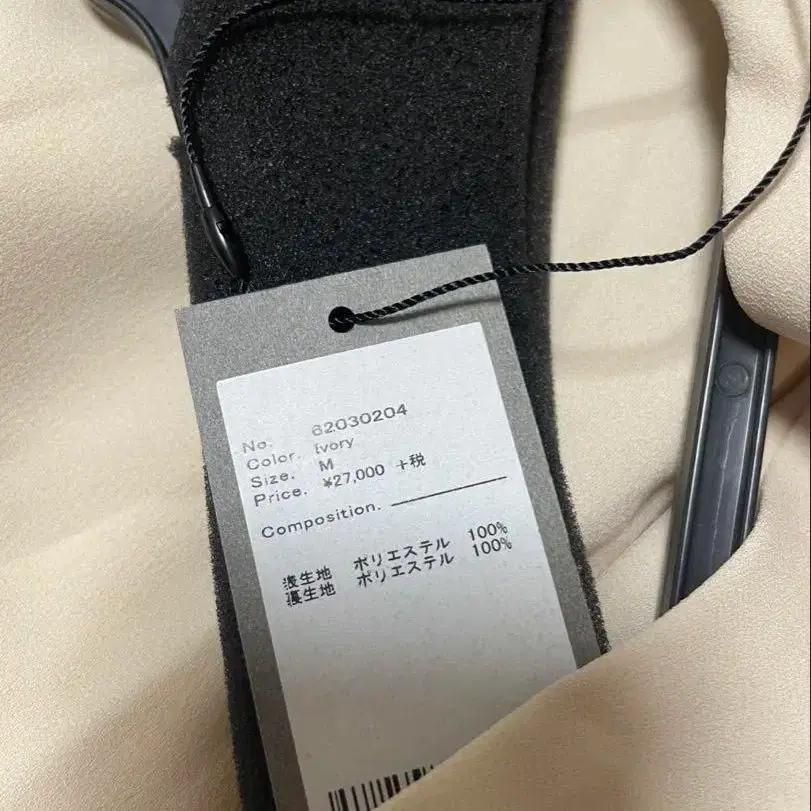 No. 62030204
Color. Ivory
Size. M
Price. ¥27,000 +税
Composition.
表生地 ポリエステル 100%
裏生地 ポリエステル 100%